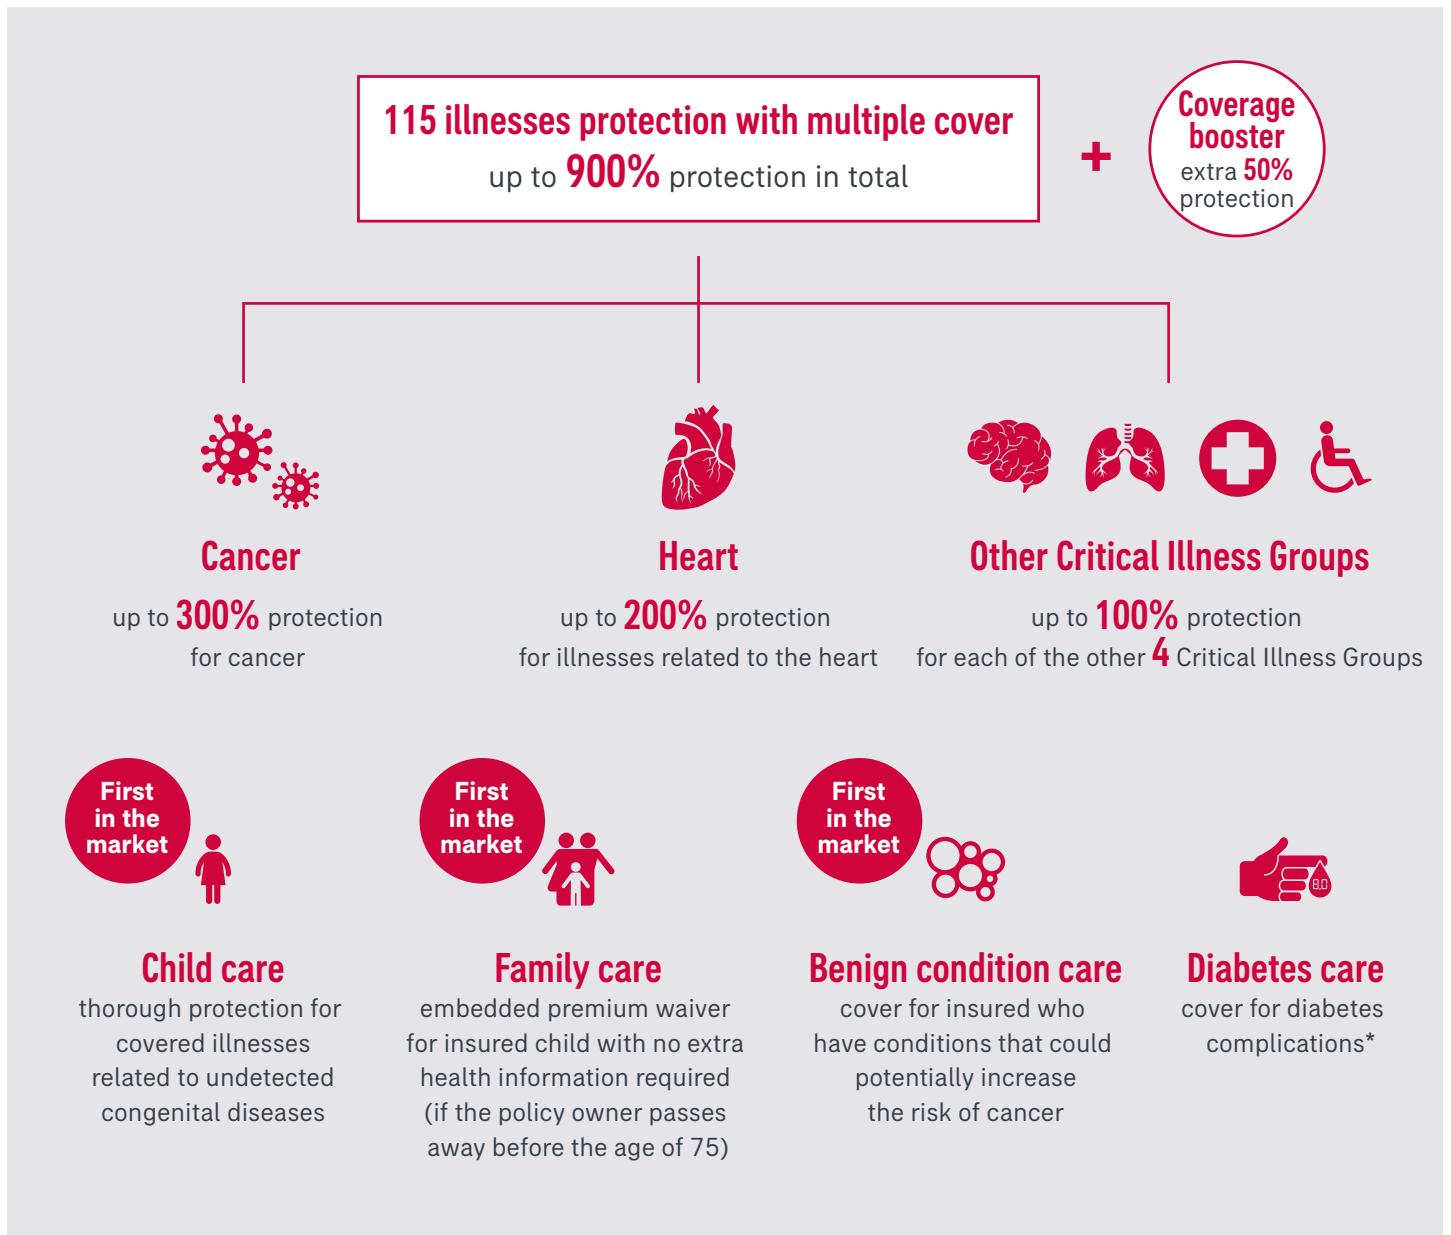 115 illnesses protection with multiple cover
up to 900% protection in total
+
Coverage
booster
extra 50%
protection
Cancer
up to 300% protection
for cancer
Heart
up to 200% protection
for illnesses related to the heart
Other Critical Illness Groups
up to 100% protection
for each of the other 4 Critical Illness Groups
First
in the
market
Child care
thorough protection for
covered illnesses
related to undetected
congenital diseases
First
in the
market
Family care
embedded premium waiver
for insured child with no extra
health information required
(if the policy owner passes
away before the age of 75)
First
in the
market
Benign condition care
cover for insured who
have conditions that could
potentially increase
the risk of cancer
8.0
Diabetes care
cover for diabetes
complications*